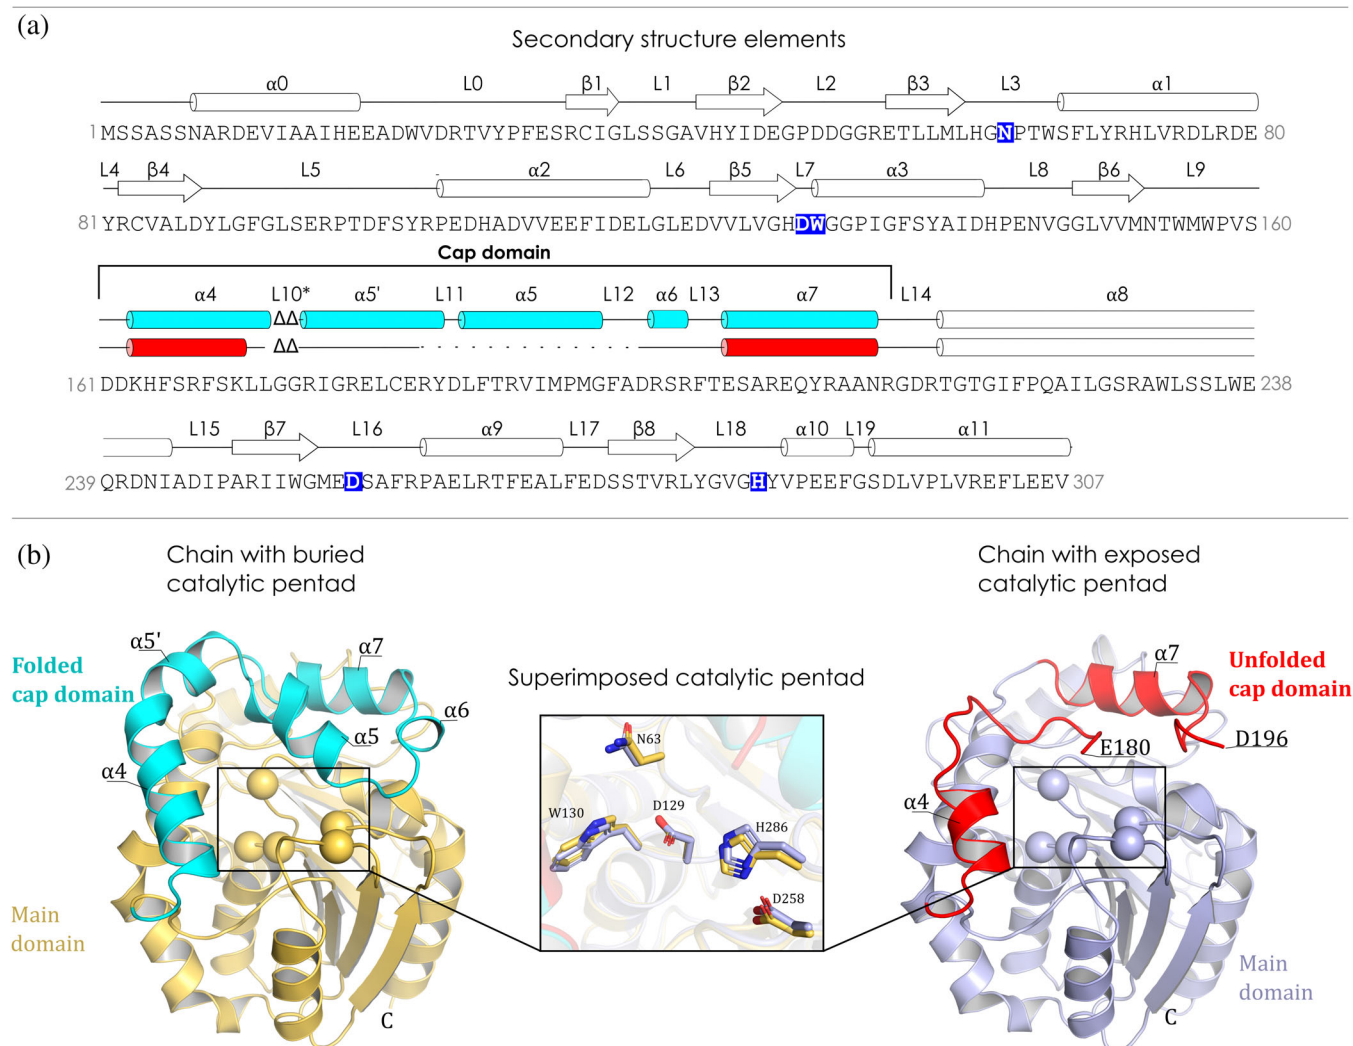 (a)
Secondary structure elements
α0 L0 β1 L1 β2 L2 β3 L3 α1
1 MSSASSNARDEVIAAIHEEADWVDRTVYPFESRCIGLSSGAVHYIDEGPDDGGRETLLMLHGNPTWSFLYRHLVRDLRDE 80
L4 β4 L5 α2 L6 β5 L7 α3 L8 β6 L9
81 YRCVALDYLGFGLSERPTDFSYRPEDHADVVEEFIDELGLEDVVLVGHDWGGPIGFSYAIDHPENVGGLVVMNTWMWPVS 160
Cap domain
α4 L10* α5' L11 α5 L12 α6 L13 α7 L14 α8
ΔΔ
ΔΔ
161 DDKHFSRFSKLLGGRIGRELCERYDLFTRVIMPMGFADRSRFTESAREQYRAANRGDRTGTGIFPQAILGSRAWLSSLWE 238
L15 β7 L16 α9 L17 β8 L18 α10 L19 α11
239 QRDNIADIPARIIWGMEDSAFRPAELRTFEALFEDSSTVRLYGVGHYVPEEFGSDLVPLVREFLEEV 307
(b)
Chain with buried
catalytic pentad
Chain with exposed
catalytic pentad
Folded
cap domain
α5'
α7
α6
α5
α4
Main
domain
C
Superimposed catalytic pentad
N63
W130
D129
H286
D258
α7
Unfolded
cap domain
E180
D196
α4
Main
domain
C